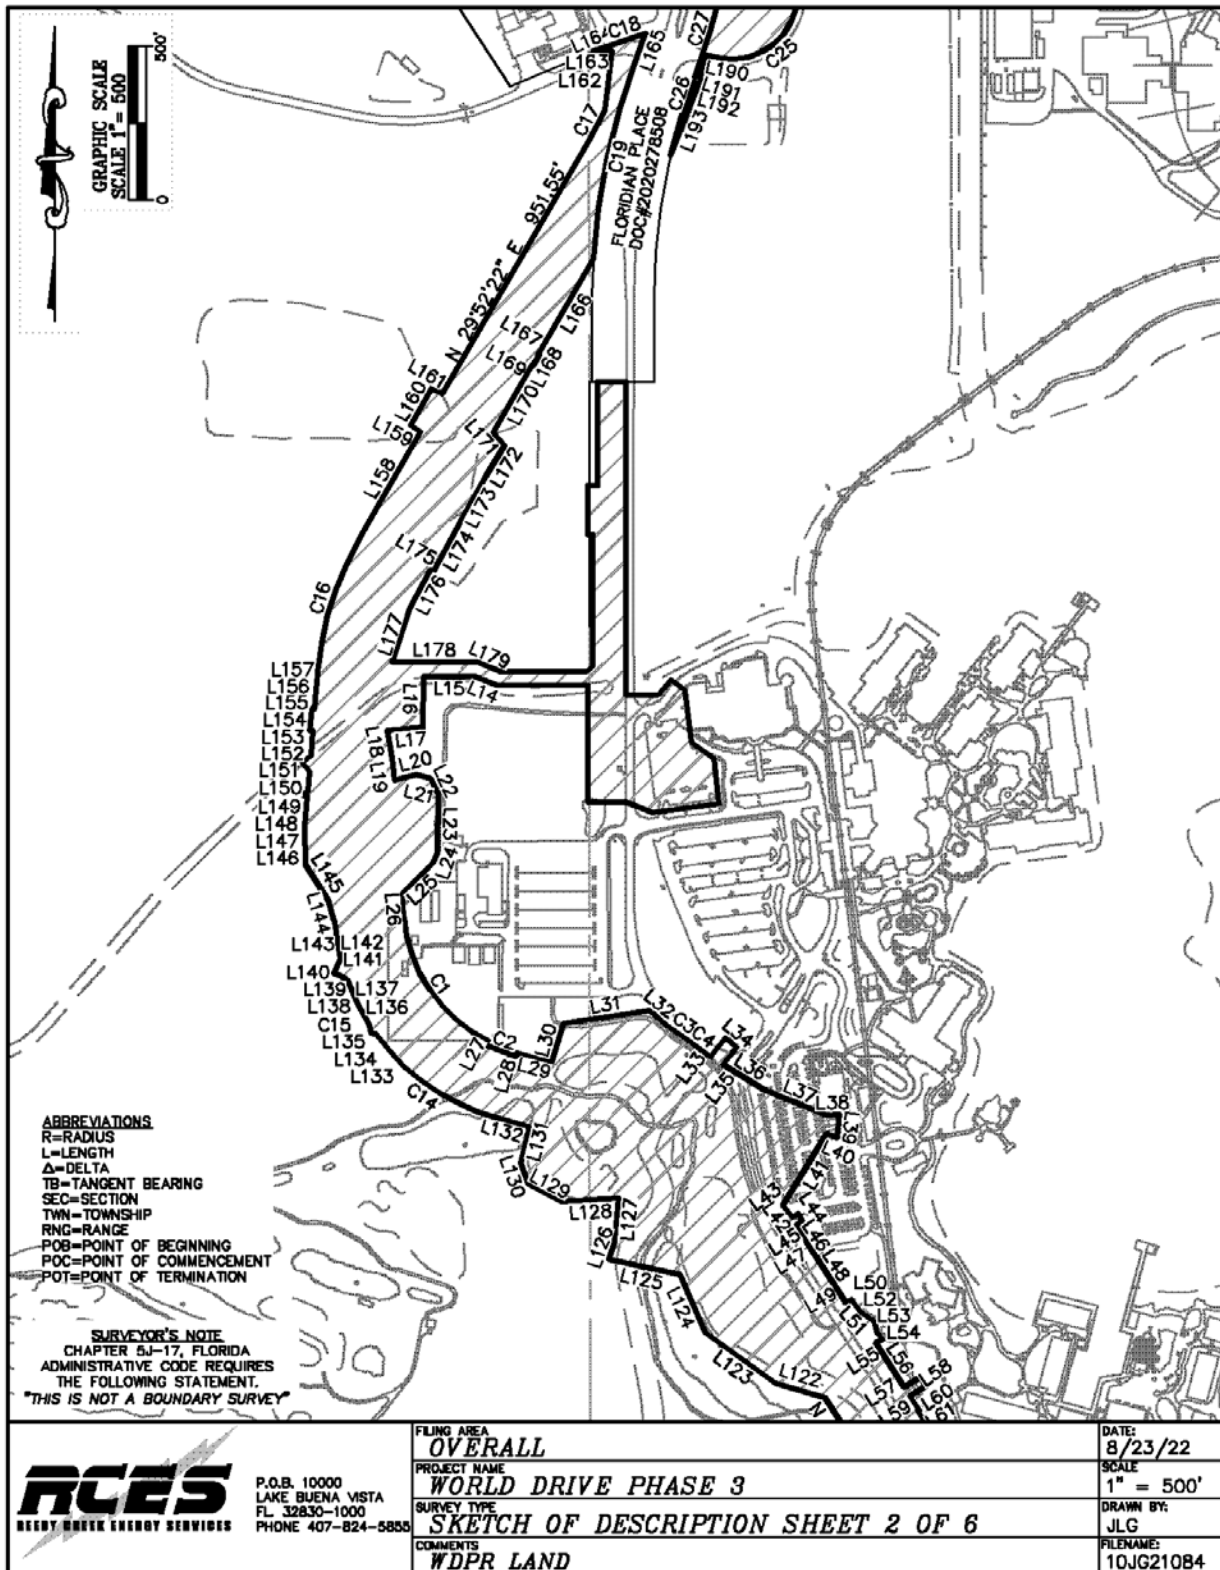 GRAPHIC SCALE
SCALE 1" = 500
500'
0
L164
C18
L165
L163
L162
C17
C27
C25
L190
L191
L192
C26
L193
C19
FLORIDIAN PLACE
DOC#20202278508
N 29°52'22" E 951.55'
L166
L167
L168
L169
L161
L160
L170
L159
L171
L172
L158
L173
L174
L175
L176
C16
L177
L178
L179
L157
L156
L155
L154
L153
L152
L151
L150
L149
L148
L147
L146
L16
L15
L14
L18
L17
L20
L19
L22
L21
L23
L24
L25
L26
L145
L144
L143
L142
L141
L140
L139
L137
L138
L136
C15
L135
L134
L133
C1
C2
L27
L28
L29
L30
L31
L32
C3
C4
L34
L33
L35
L36
L37
L38
L39
L40
L41
C14
L132
L131
L130
L129
L128
L127
L126
L125
L124
L123
L122
N
L43
L42
L44
L45
L46
L47
L48
L49
L50
L52
L51
L53
L54
L55
L56
L57
L58
L59
L60
L61
ABBREVIATIONS
R=RADIUS
L=LENGTH
Δ=DELTA
TB=TANGENT BEARING
SEC=SECTION
TWN=TOWNSHIP
RNG=RANGE
POB=POINT OF BEGINNING
POC=POINT OF COMMENCEMENT
POT=POINT OF TERMINATION
SURVEYOR'S NOTE
CHAPTER 5J-17, FLORIDA
ADMINISTRATIVE CODE REQUIRES
THE FOLLOWING STATEMENT.
"THIS IS NOT A BOUNDARY SURVEY"
RCES
REEDY CREEK ENERGY SERVICES
P.O.B. 10000
LAKE BUENA VISTA
FL 32830-1000
PHONE 407-824-5855
FILING AREA
OVERALL
PROJECT NAME
WORLD DRIVE PHASE 3
SURVEY TYPE
SKETCH OF DESCRIPTION SHEET 2 OF 6
COMMENTS
WDPR LAND
DATE:
8/23/22
SCALE
1" = 500'
DRAWN BY:
JLG
FILENAME:
10JG21084